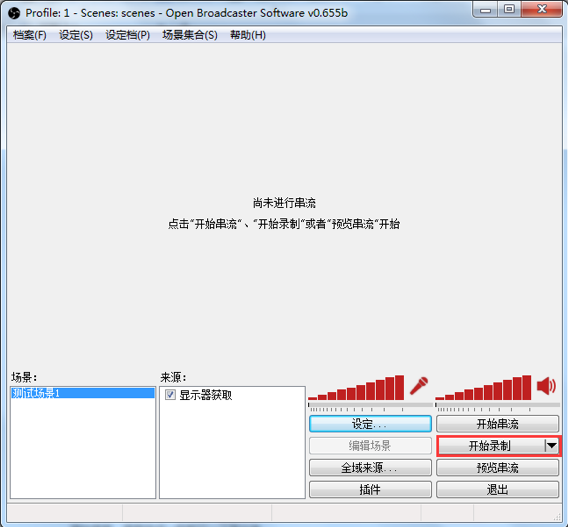 Profile: 1 - Scenes: scenes - Open Broadcaster Software v0.655b
档案(F) 设定(S) 设定档(P) 场景集合(S) 帮助(H)
尚未进行串流
点击"开始串流"、"开始录制"或者"预览串流"开始
场景: 来源:
测试场景1 显示器获取
设定... 开始串流
编辑场景 开始录制
全域来源... 预览串流
插件 退出